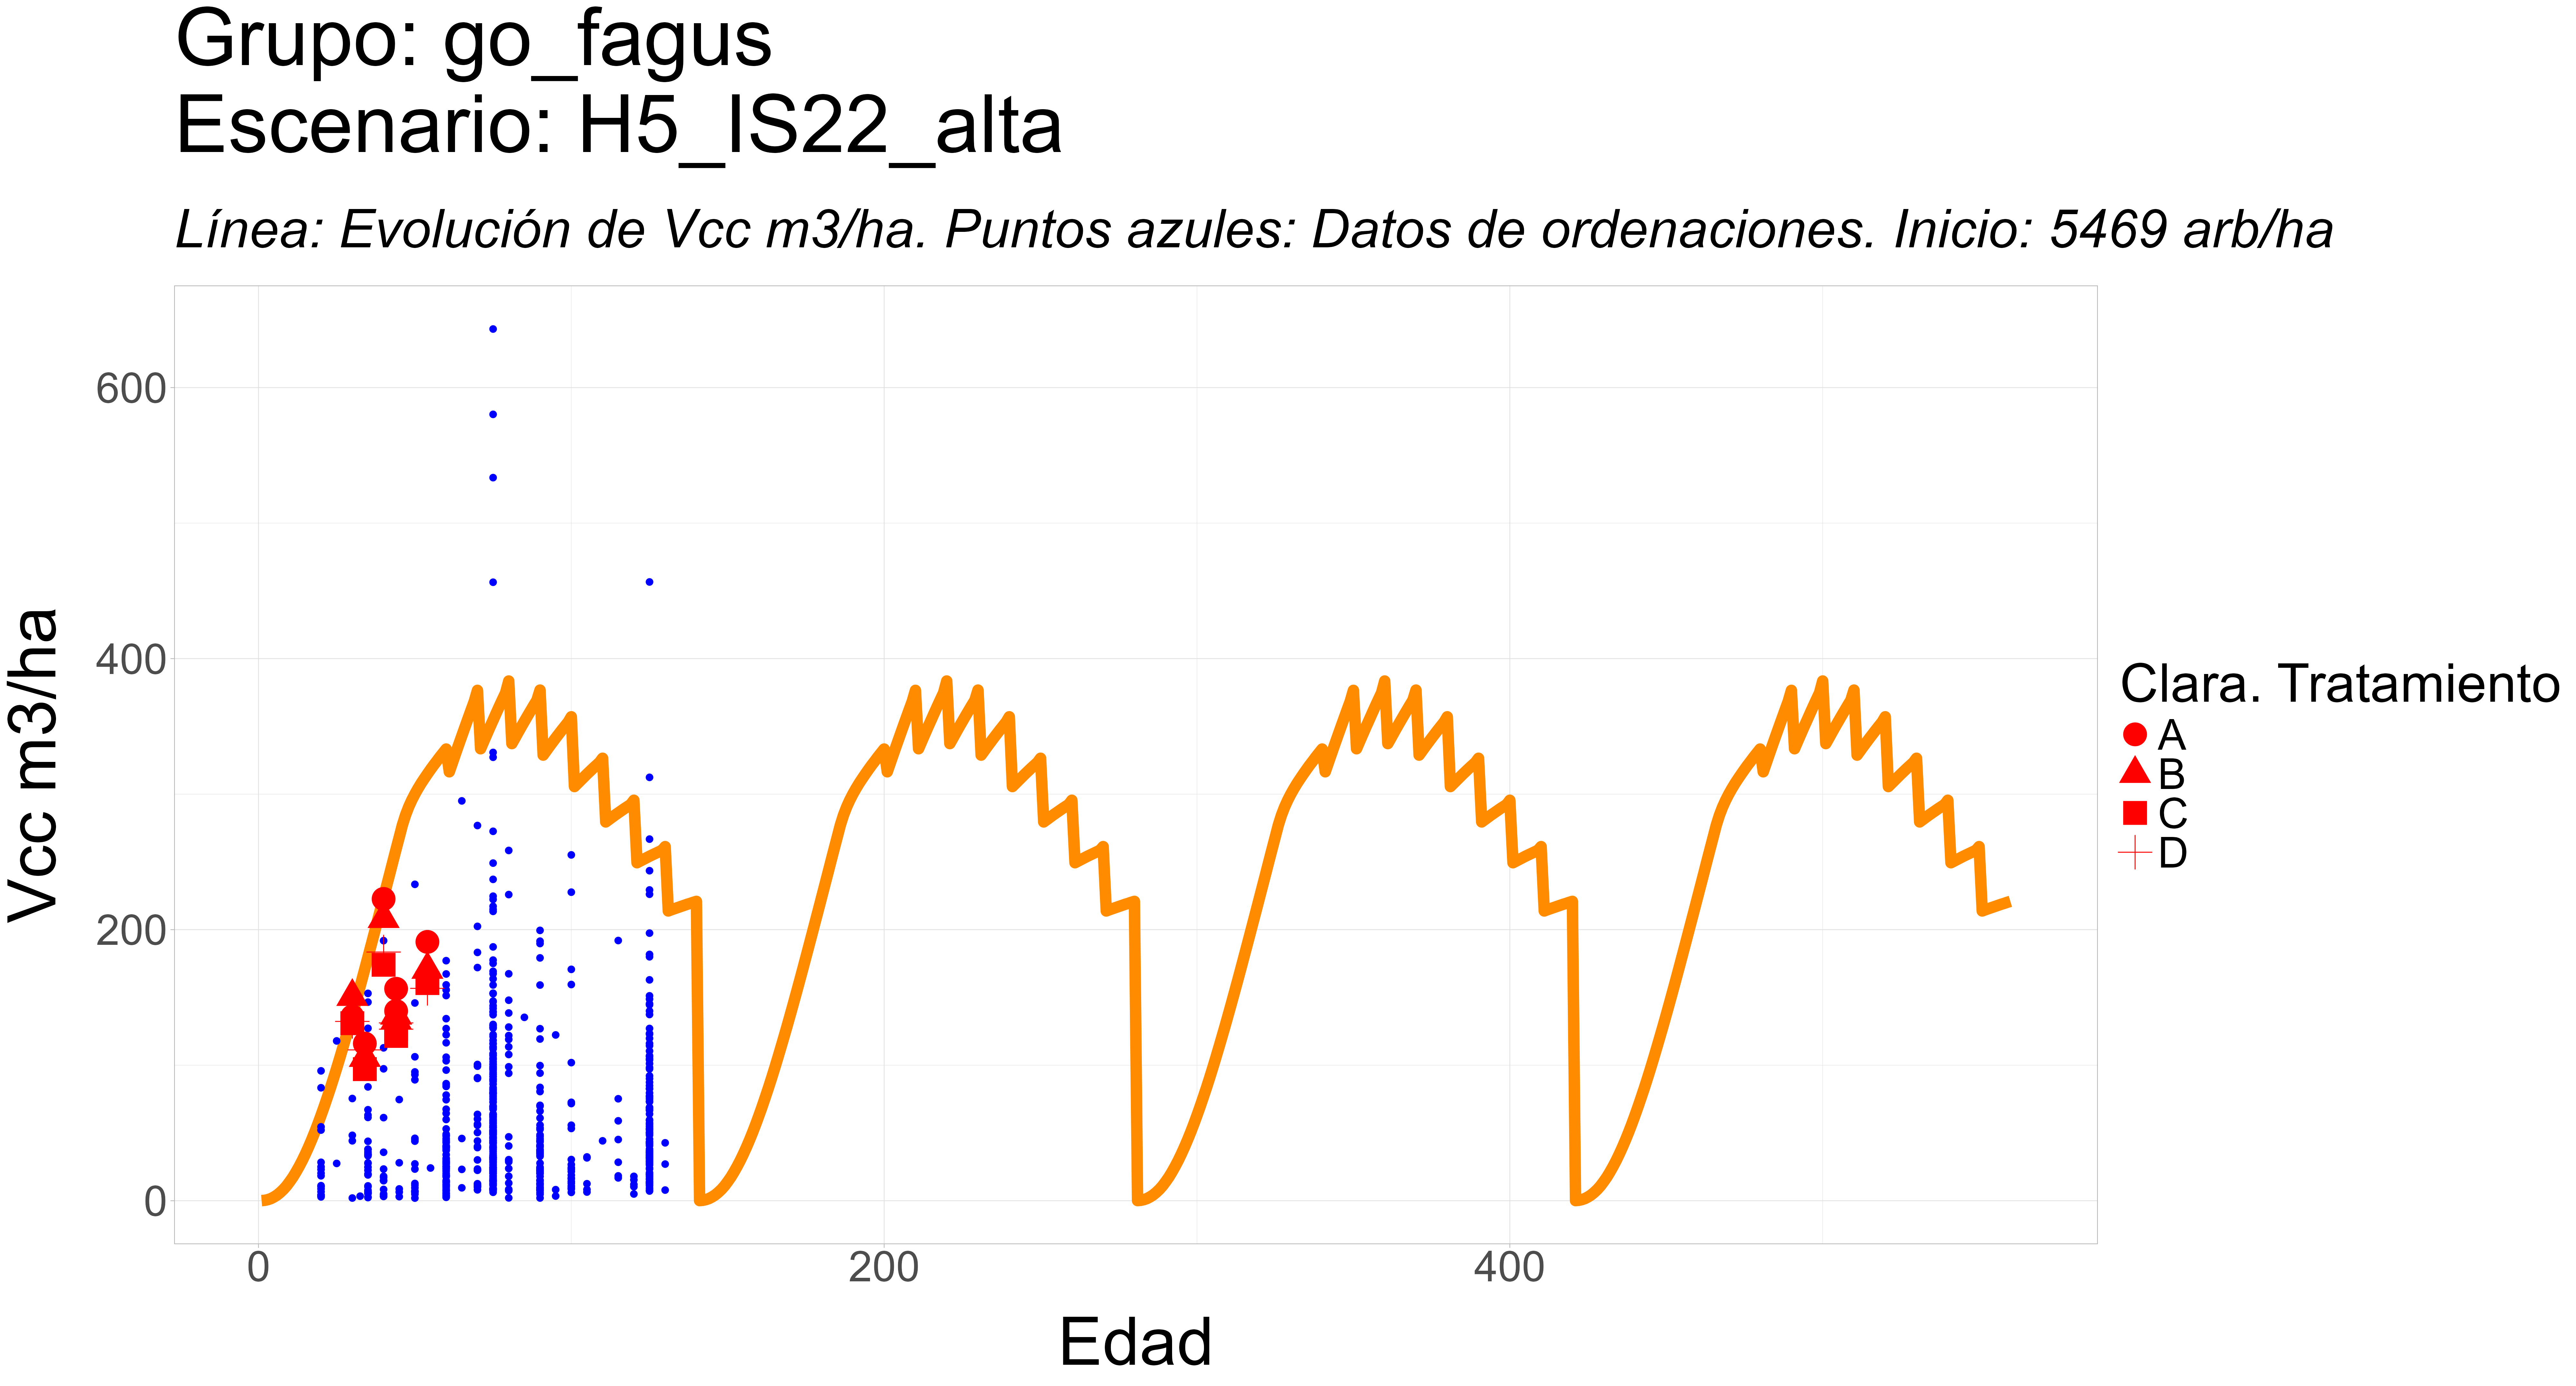 Grupo: go_fagus
Escenario: H5_IS22_alta
Línea: Evolución de Vcc m3/ha. Puntos azules: Datos de ordenaciones. Inicio: 5469 arb/ha
Vcc m3/ha
600
400
200
0
0
200
400
Edad
Clara. Tratamiento
A
B
C
D